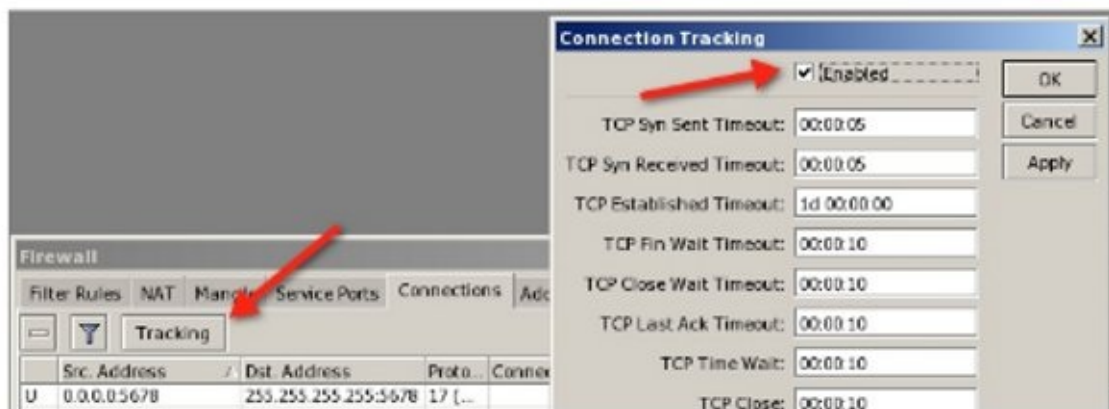 Connection Tracking
Enabled
OK
TCP Syn Sent Timeout: 00:00:05
Cancel
TCP Syn Received Timeout: 00:00:05
Apply
TCP Established Timeout: 1d 00:00:00
TCP Fin Wait Timeout: 00:00:10
TCP Close Wait Timeout: 00:00:10
TCP Last Ack Timeout: 00:00:10
TCP Time Wait: 00:00:10
TCP Close: 00:00:10
Firewall
Filter Rules NAT Mangle Service Ports Connections
Tracking
Src. Address / Dst. Address Proto... Connec
U 0.0.0.0:5678 255.255.255.255:5678 17 (...